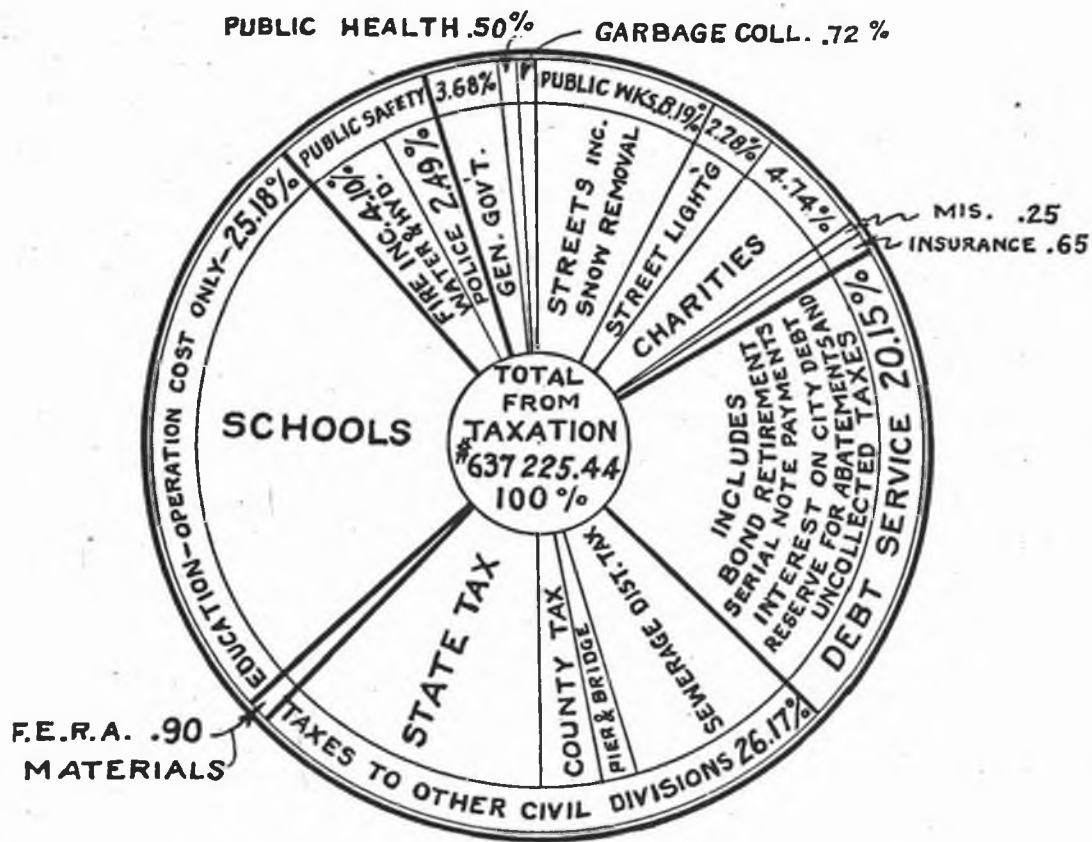 PUBLIC HEALTH .50%
GARBAGE COLL. .72 %
PUBLIC SAFETY
3.68%
PUBLIC WKS, 8.19%
2.28%
4.74%
MIS. .25
INSURANCE .65
FIRE INC. 4.10%
WATER & HYD.
POLICE 2.49%
GEN. GOV'T.
STREETS INC.
SNOW REMOVAL
STREET LIGHT'G
CHARITIES
DEBT SERVICE 20.15%
INCLUDES
BOND RETIREMENT
SERIAL NOTE PAYMENTS
INTEREST ON CITY DEBT
RESERVE FOR ABATEMENTS AND
UNCOLLECTED TAXES
TOTAL
FROM
TAXATION
$637 225.44
100 %
EDUCATION-OPERATION COST ONLY-25.18%
SCHOOLS
F.E.R.A. .90
MATERIALS
TAXES TO OTHER CIVIL DIVISIONS 26.17%
STATE TAX
COUNTY TAX
PIER & BRIDGE
SEWERAGE DIST. TAX